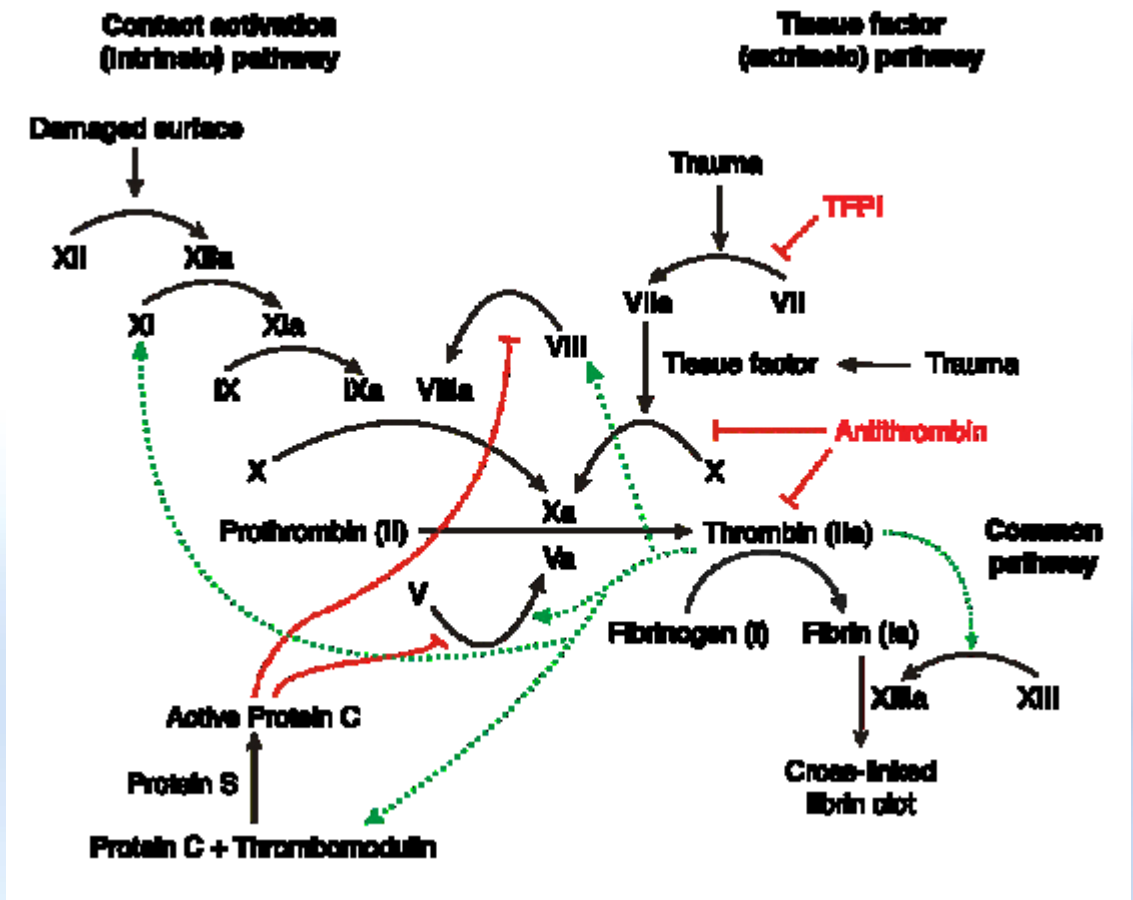 Contact activation
(intrinsic) pathway
Tissue factor
(extrinsic) pathway
Damaged surface
Trauma
TFPI
XII
XIIa
VIIa
VII
XI
XIa
VIII
Tissue factor
Trauma
IX
IXa
VIIIa
Antithrombin
X
X
Xa
Prothrombin (II)
Thrombin (IIa)
Common
pathway
Va
V
Fibrinogen (I)
Fibrin (Ia)
XIIIa
XIII
Active Protein C
Protein S
Cross-linked
fibrin clot
Protein C + Thrombomodulin